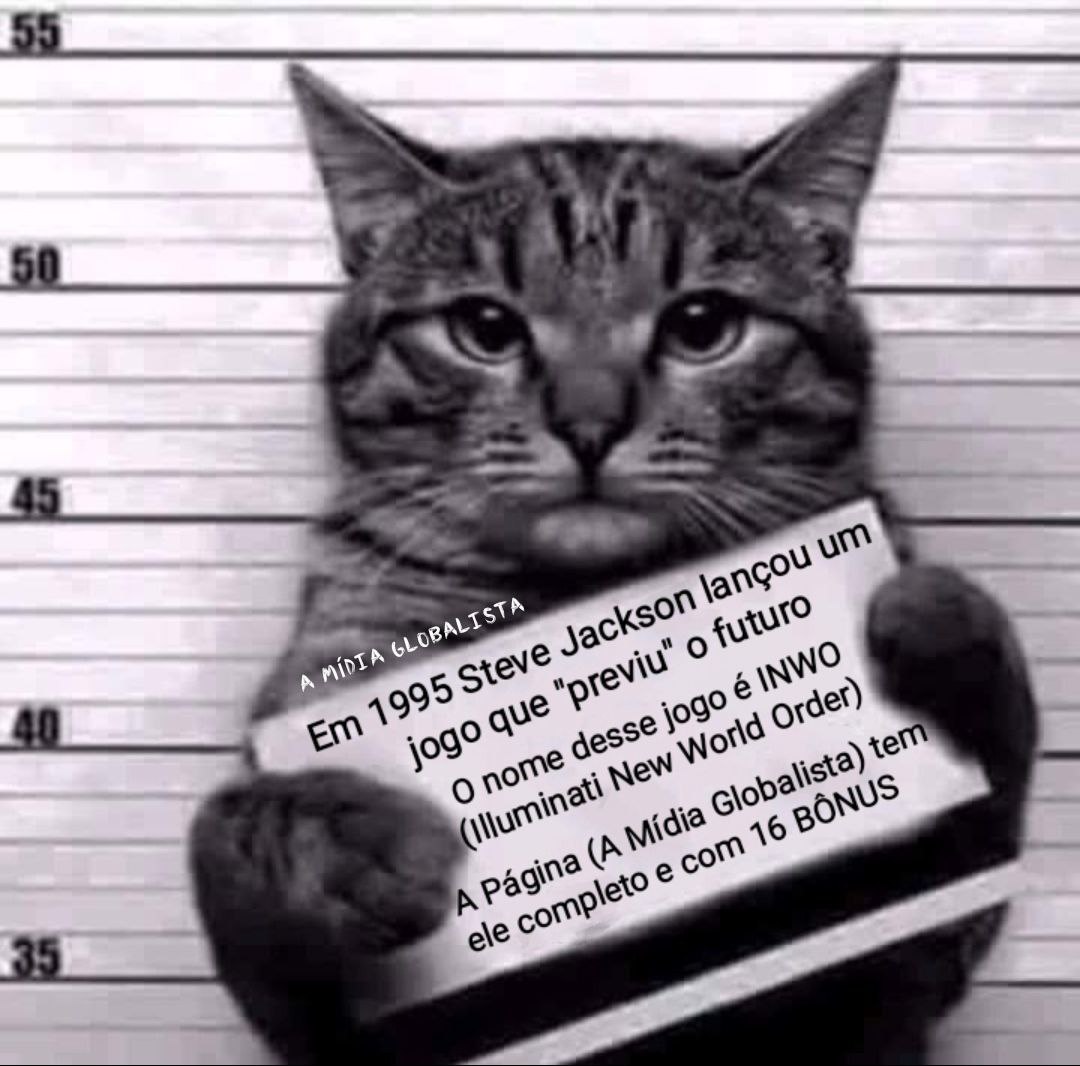 55
50
45
40
35
A MÍDIA GLOBALISTA
Em 1995 Steve Jackson lançou um
jogo que "previu" o futuro
O nome desse jogo é INWO
(Illuminati New World Order)
A Página (A Mídia Globalista) tem
ele completo e com 16 BÔNUS